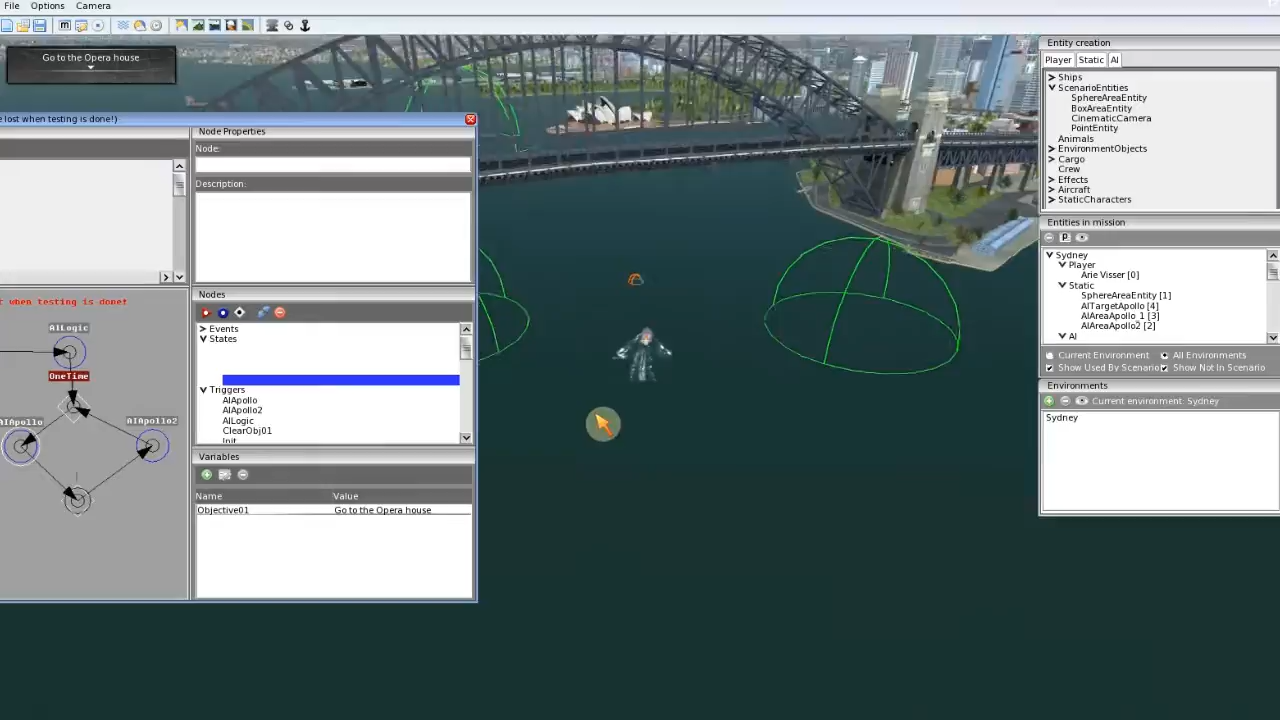 File Options Camera
Go to the Opera house
e lost when testing is done!)
Node Properties
Node:
Description:
t when testing is done!
AILogic
OneTime
AIApollo
AIApollo2
Nodes
Events
States
Triggers
AIApollo
AIApollo2
AILogic
ClearObj01
Init
Variables
Name Value
Objective01 Go to the Opera house
Entity creation
Player Static AI
Ships
ScenarioEntities
SphereAreaEntity
BoxAreaEntity
CinematicCamera
PointEntity
Animals
EnvironmentObjects
Cargo
Crew
Effects
Aircraft
StaticCharacters
Entities in mission
Sydney
Player
Arie Visser [0]
Static
SphereAreaEntity [1]
AITargetApollo [4]
AIAreaApollo_1 [3]
AIAreaApollo2 [2]
AI
Current Environment All Environments
Show Used By Scenario Show Not In Scenario
Environments
Current environment: Sydney
Sydney